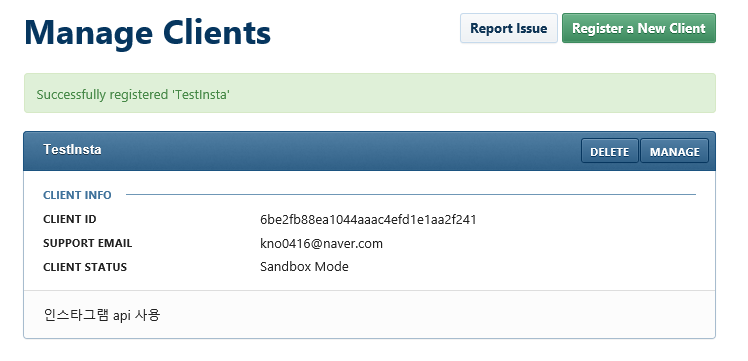 Manage Clients
Report Issue
Register a New Client
Successfully registered 'TestInsta'
TestInsta
DELETE
MANAGE
CLIENT INFO
CLIENT ID 6be2fb88ea1044aaac4efd1e1aa2f241
SUPPORT EMAIL kno0416@naver.com
CLIENT STATUS Sandbox Mode
인스타그램 api 사용